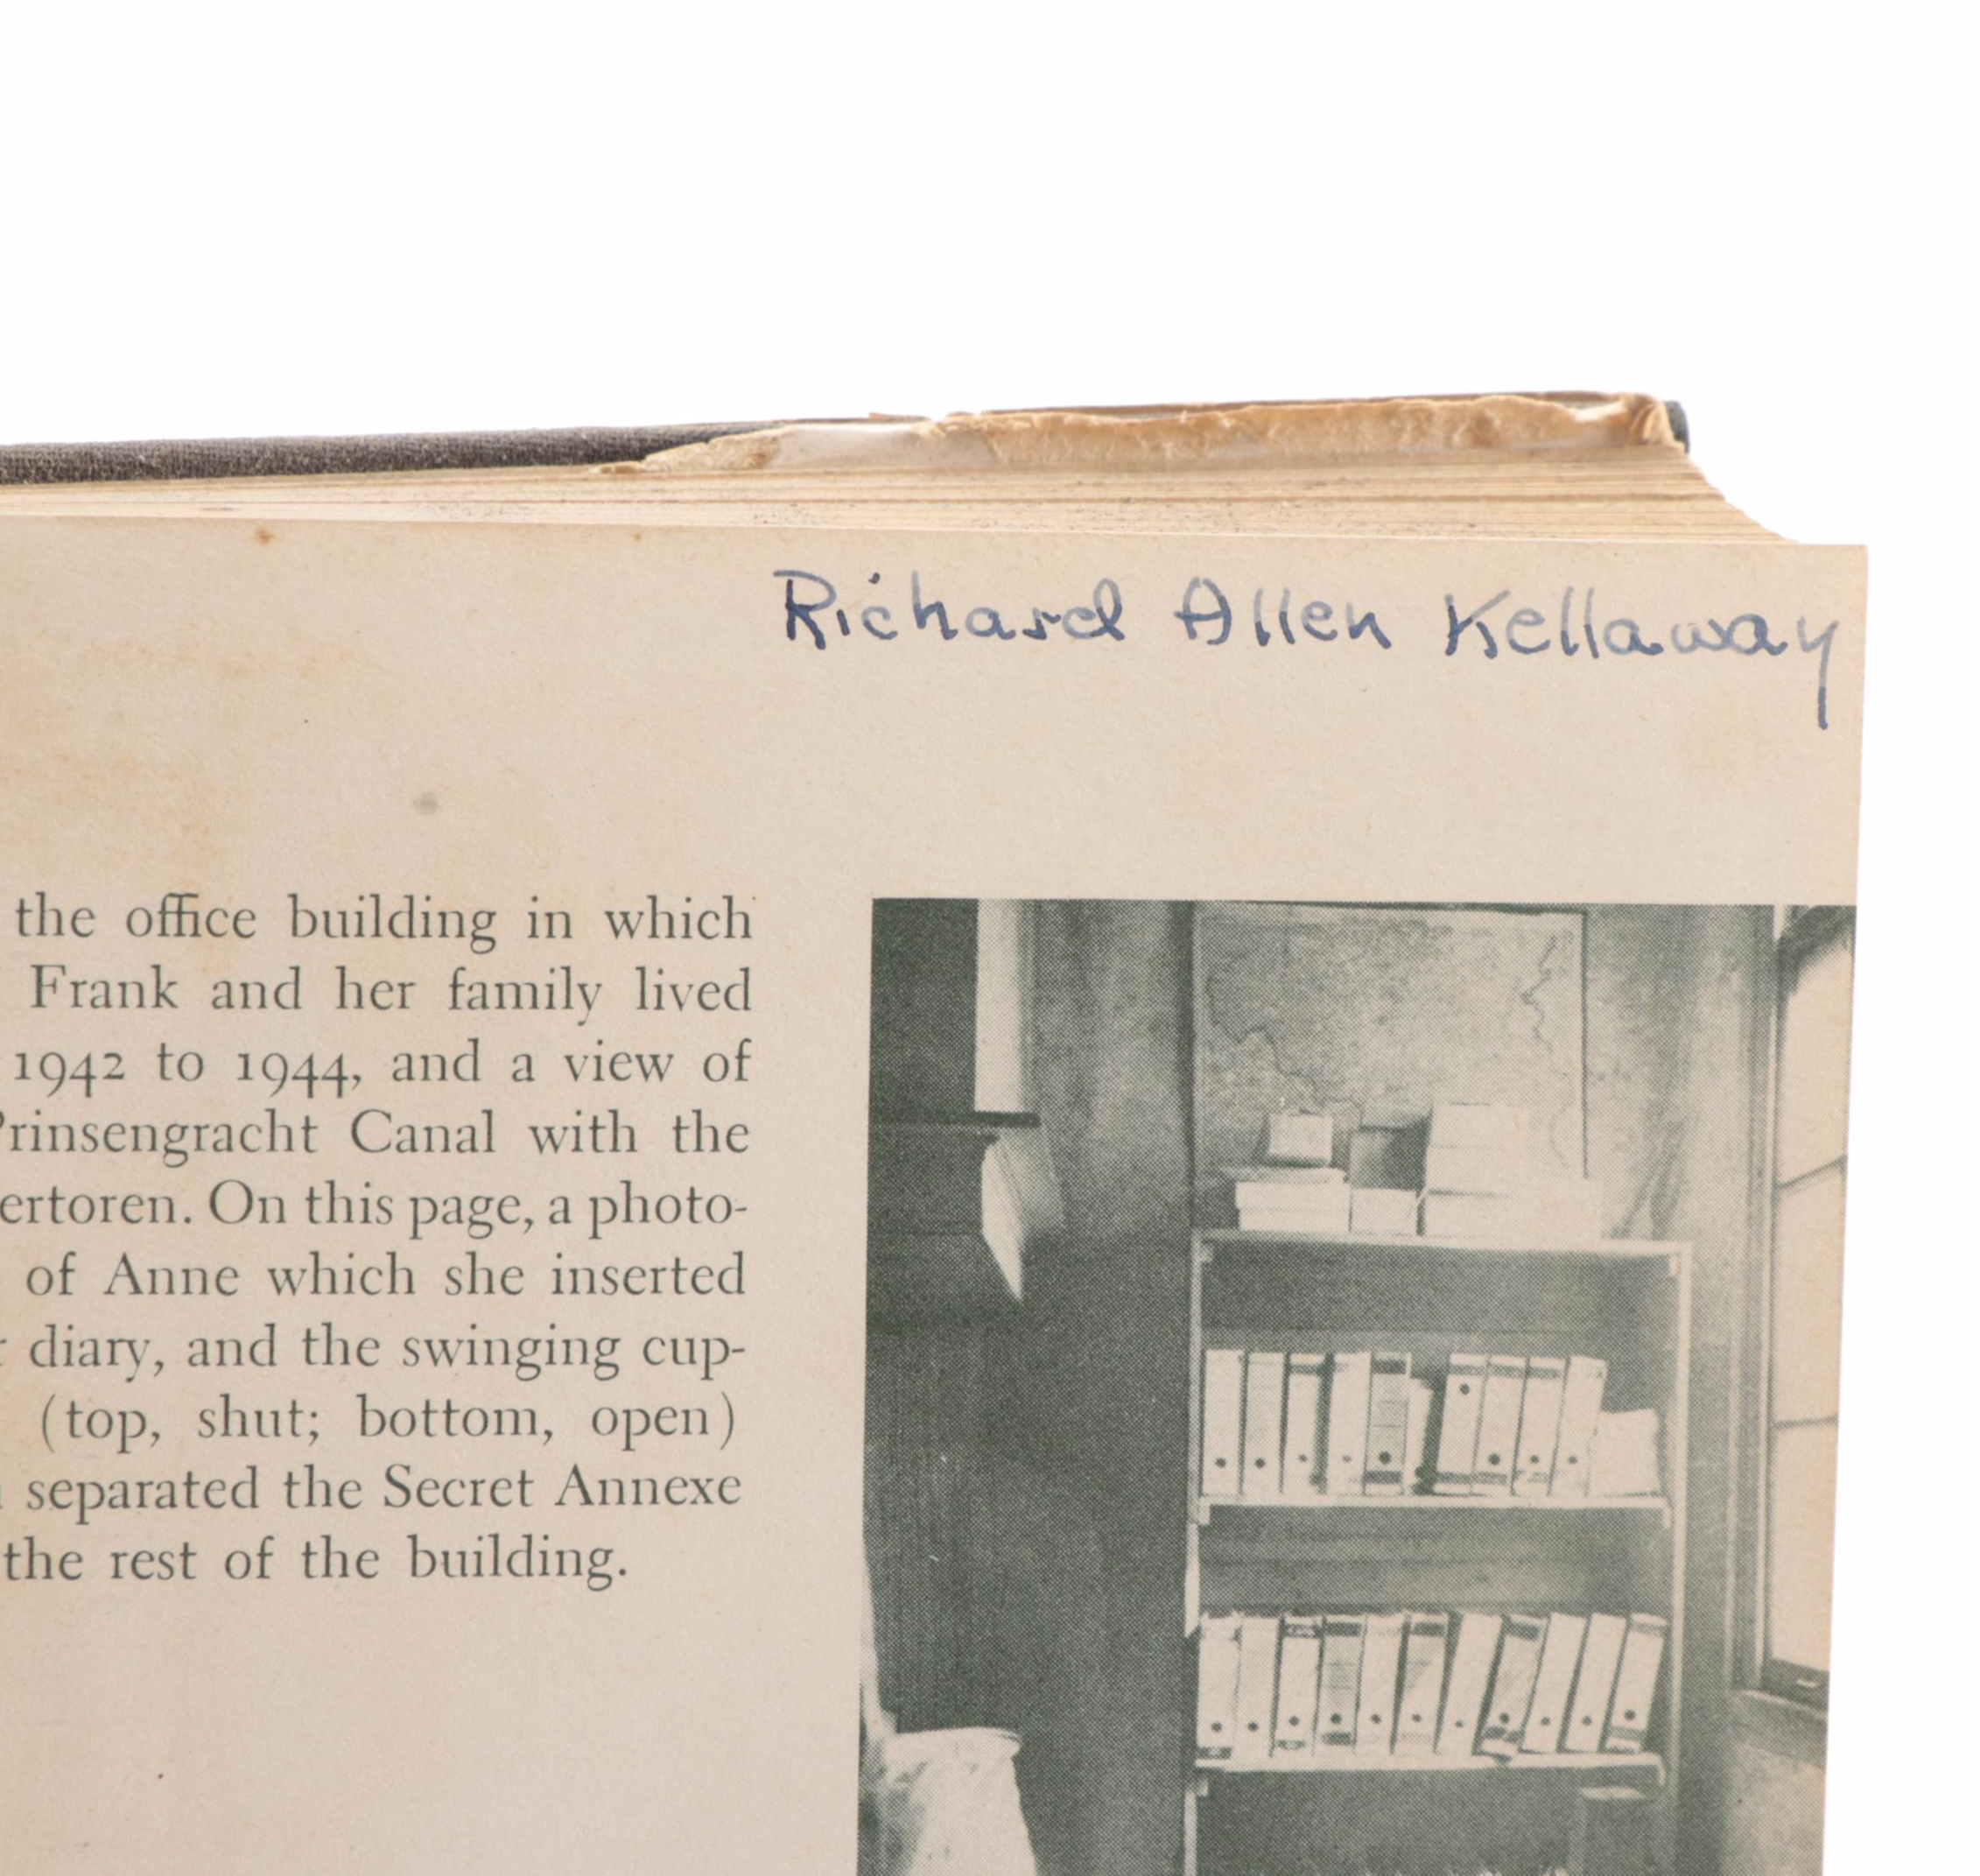 Richard Allen Kellaway
the office building in which
Frank and her family lived
1942 to 1944, and a view of
Prinsengracht Canal with the
ertoren. On this page, a photo-
of Anne which she inserted
r diary, and the swinging cup-
(top, shut; bottom, open)
separated the Secret Annexe
the rest of the building.